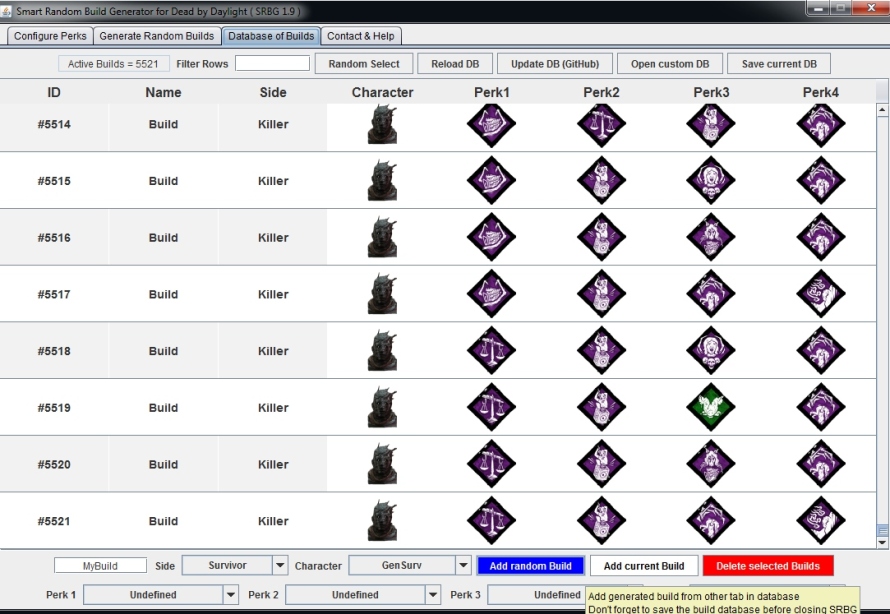 Smart Random Build Generator for Dead by Daylight ( SRBG 1.9 )
Configure Perks Generate Random Builds Database of Builds Contact & Help
Active Builds = 5521 Filter Rows Random Select Reload DB Update DB (GitHub) Open custom DB Save current DB
ID Name Side Character Perk1 Perk2 Perk3 Perk4
#5514 Build Killer
#5515 Build Killer
#5516 Build Killer
#5517 Build Killer
#5518 Build Killer
#5519 Build Killer
#5520 Build Killer
#5521 Build Killer
MyBuild Side Survivor Character GenSurv Add random Build Add current Build Delete selected Builds
Perk 1 Undefined Perk 2 Undefined Perk 3 Undefined
Add generated build from other tab in database
Don't forget to save the build database before closing SRBG